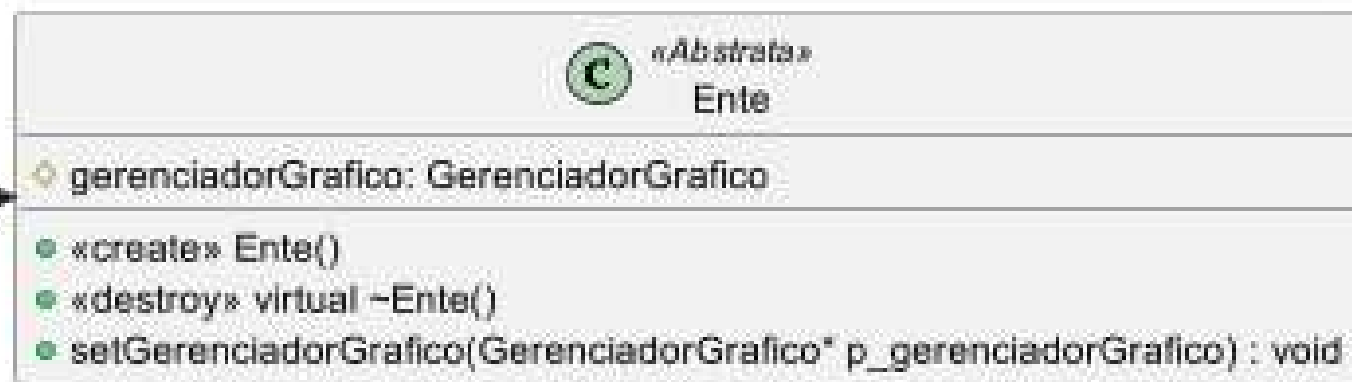 C «Abstrata»
Ente
gerenciadorGrafico: GerenciadorGrafico
«create» Ente()
«destroy» virtual ~Ente()
setGerenciadorGrafico(GerenciadorGrafico* p_gerenciadorGrafico) : void